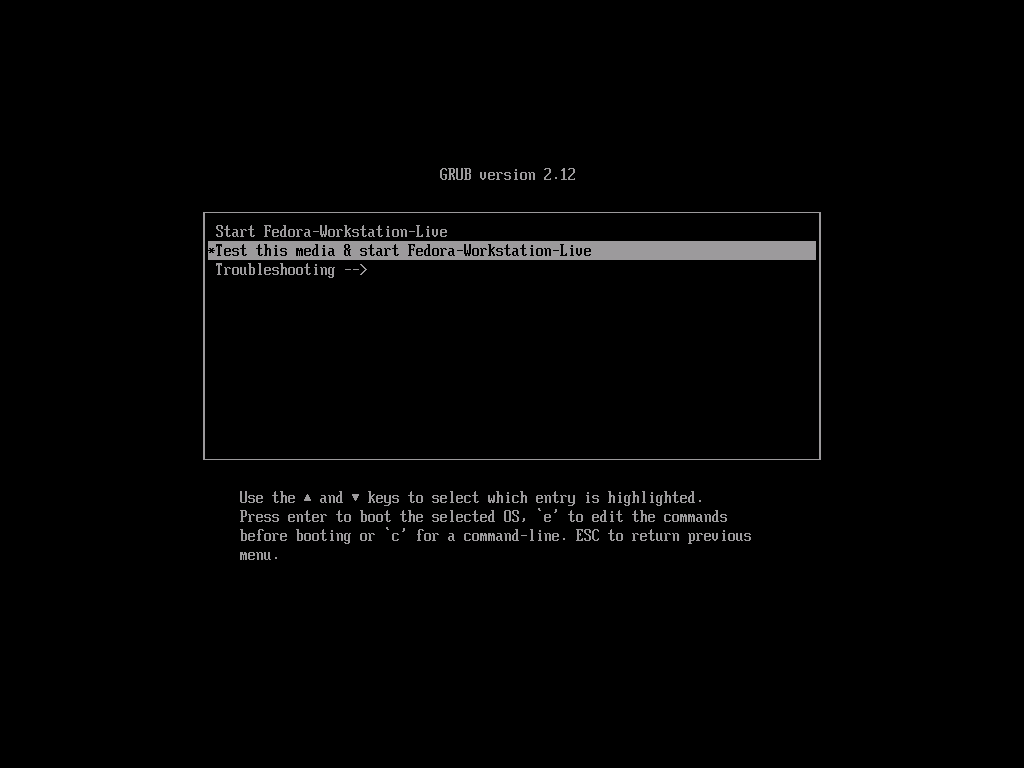 GRUB version 2.12
Start Fedora-Workstation-Live
*Test this media & start Fedora-Workstation-Live
Troubleshooting -->
Use the ▲ and ▼ keys to select which entry is highlighted.
Press enter to boot the selected OS, `e' to edit the commands
before booting or `c' for a command-line. ESC to return previous
menu.